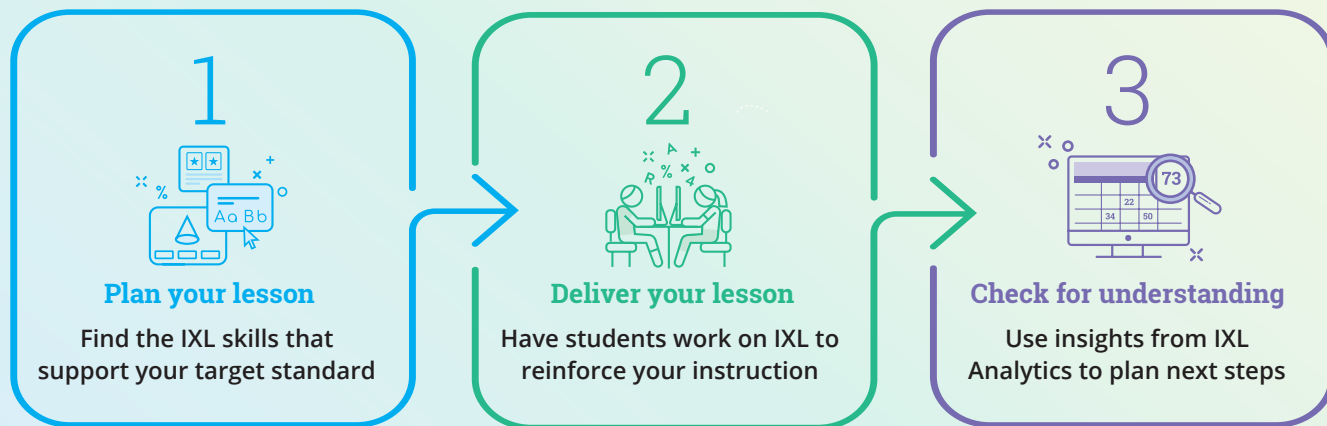 1
Aa Bb
Plan your lesson
Find the IXL skills that
support your target standard
2
A
R % 4
Deliver your lesson
Have students work on IXL to
reinforce your instruction
3
73
22
34 50
Check for understanding
Use insights from IXL
Analytics to plan next steps